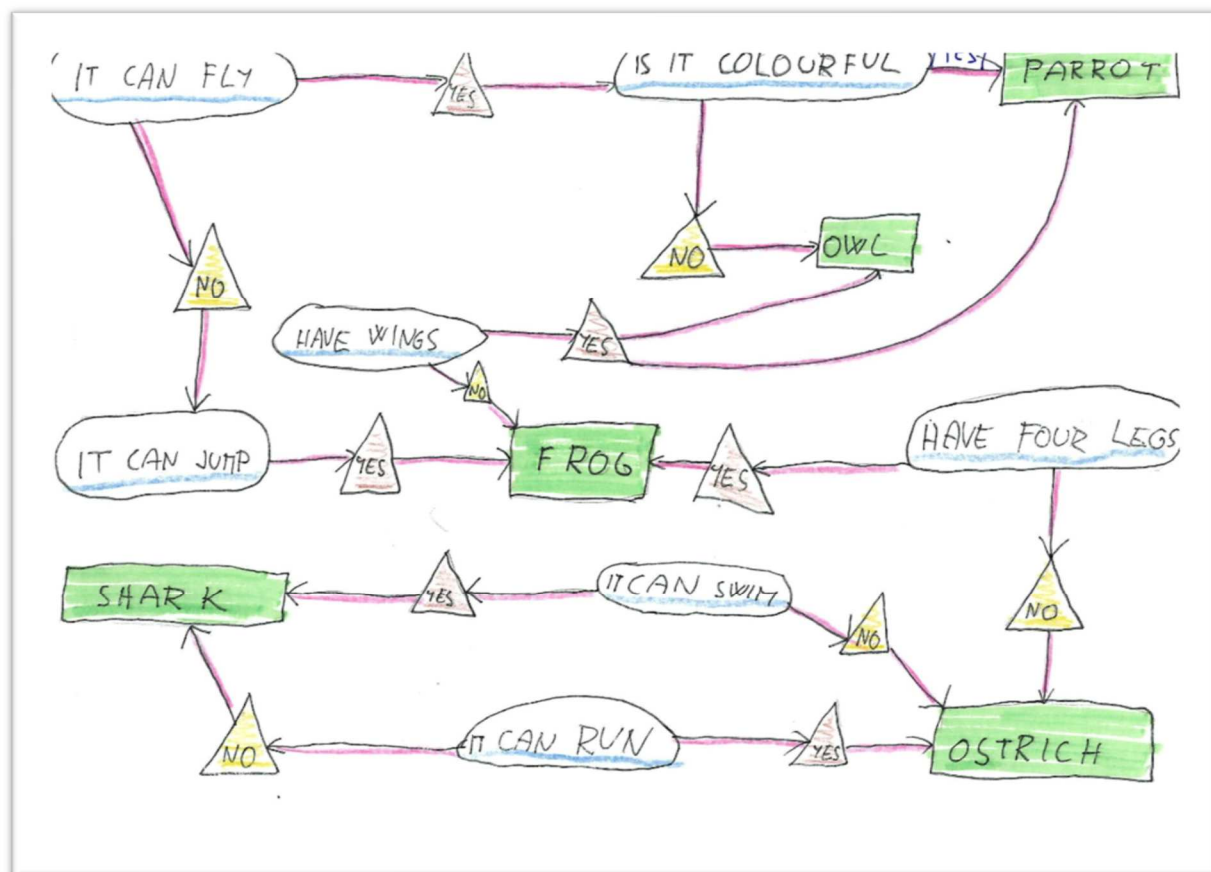 IT CAN FLY
YES
IS IT COLOURFUL
YES
PARROT
NO
OWL
NO
HAVE WINGS
YES
NO
IT CAN JUMP
YES
FROG
YES
HAVE FOUR LEGS
SHARK
YES
IT CAN SWIM
NO
NO
NO
IT CAN RUN
YES
OSTRICH